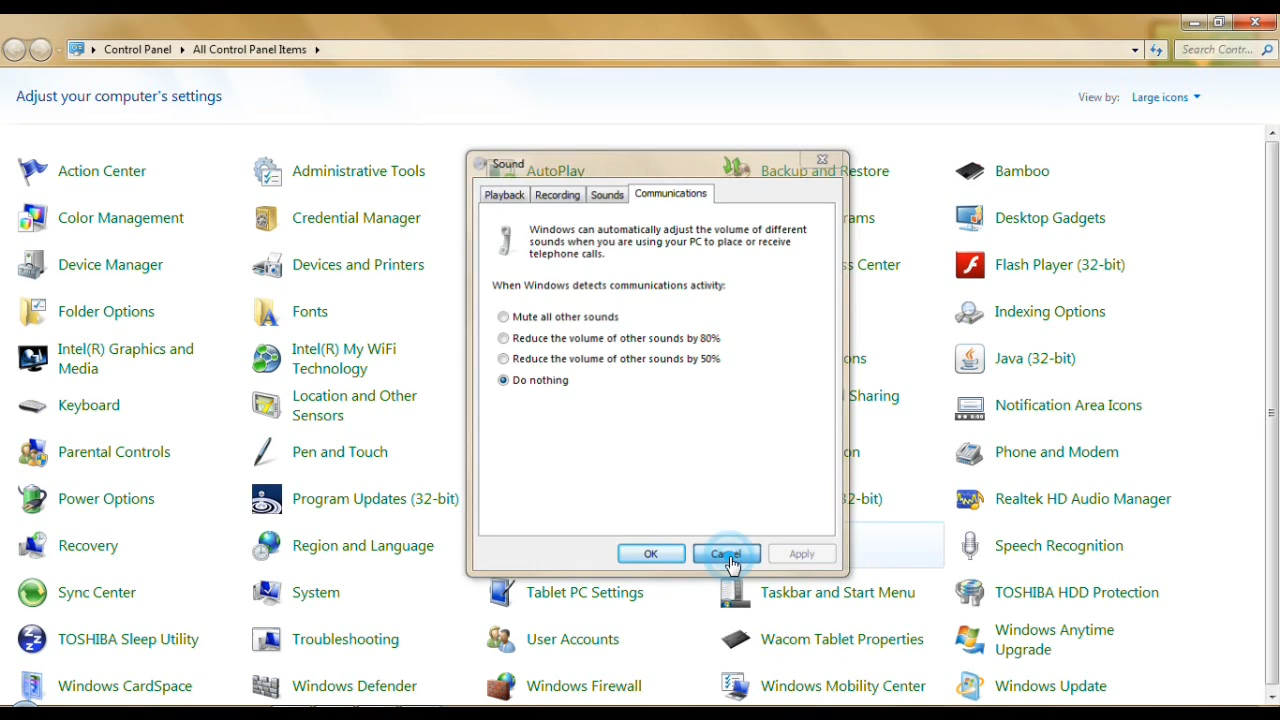 Control Panel
All Control Panel Items
Search Contr...
Adjust your computer's settings
View by:
Large icons
Action Center
Administrative Tools
AutoPlay
Backup and Restore
Bamboo
Color Management
Credential Manager
rams
Desktop Gadgets
Device Manager
Devices and Printers
ss Center
Flash Player (32-bit)
Folder Options
Fonts
Indexing Options
Intel(R) Graphics and
Media
Intel(R) My WiFi
Technology
ons
Java (32-bit)
Keyboard
Location and Other
Sensors
Sharing
Notification Area Icons
Parental Controls
Pen and Touch
on
Phone and Modem
Power Options
Program Updates (32-bit)
32-bit)
Realtek HD Audio Manager
Recovery
Region and Language
Speech Recognition
Sync Center
System
Tablet PC Settings
Taskbar and Start Menu
TOSHIBA HDD Protection
TOSHIBA Sleep Utility
Troubleshooting
User Accounts
Wacom Tablet Properties
Windows Anytime
Upgrade
Windows CardSpace
Windows Defender
Windows Firewall
Windows Mobility Center
Windows Update
Sound
Playback
Recording
Sounds
Communications
Windows can automatically adjust the volume of different
sounds when you are using your PC to place or receive
telephone calls.
When Windows detects communications activity:
Mute all other sounds
Reduce the volume of other sounds by 80%
Reduce the volume of other sounds by 50%
Do nothing
OK
Cancel
Apply